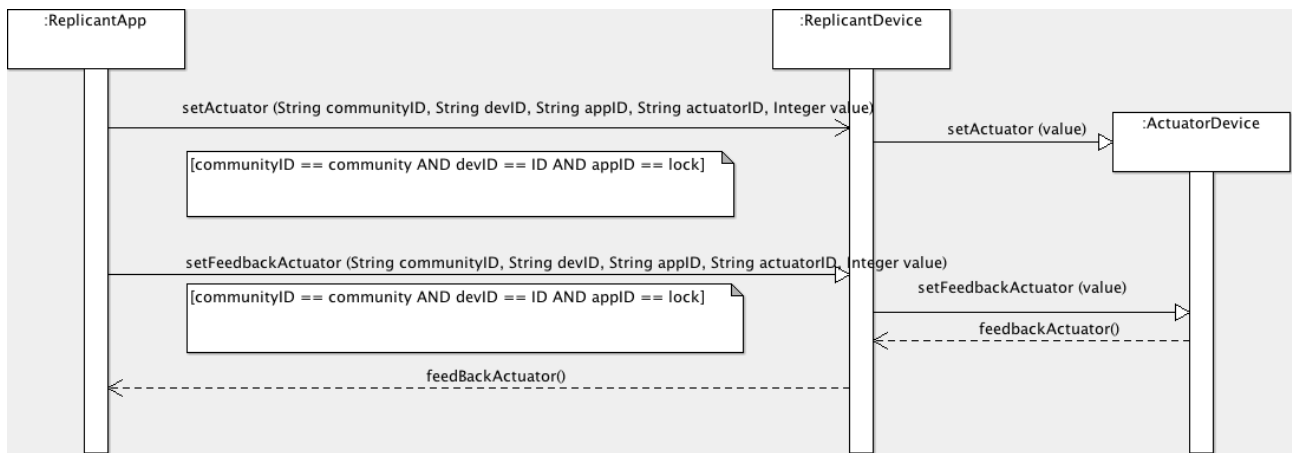 :ReplicantApp
:ReplicantDevice
setActuator (String communityID, String devID, String appID, String actuatorID, Integer value)
:ActuatorDevice
setActuator (value)
[communityID == community AND devID == ID AND appID == lock]
setFeedbackActuator (String communityID, String devID, String appID, String actuatorID, Integer value)
setFeedbackActuator (value)
[communityID == community AND devID == ID AND appID == lock]
feedbackActuator()
feedBackActuator()